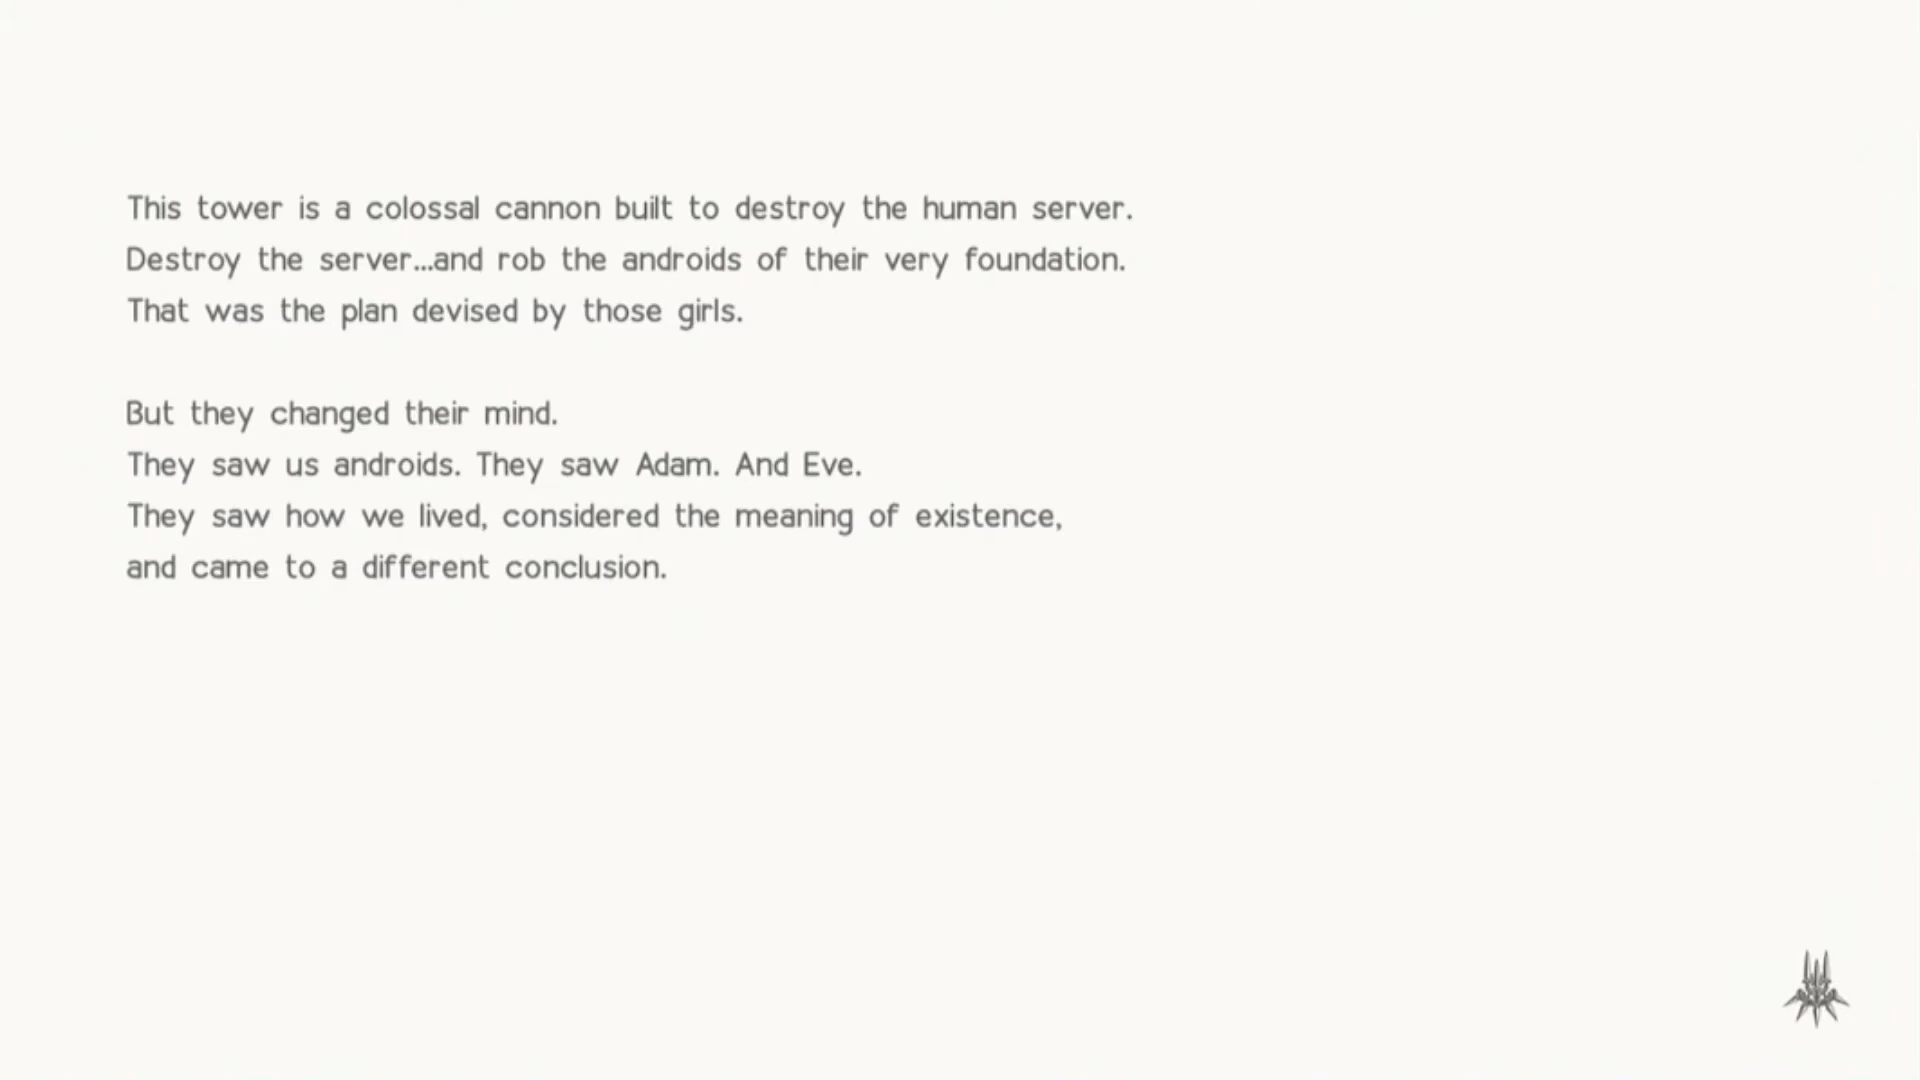 This tower is a colossal cannon built to destroy the human server.
Destroy the server...and rob the androids of their very foundation.
That was the plan devised by those girls.
But they changed their mind.
They saw us androids. They saw Adam. And Eve.
They saw how we lived, considered the meaning of existence,
and came to a different conclusion.